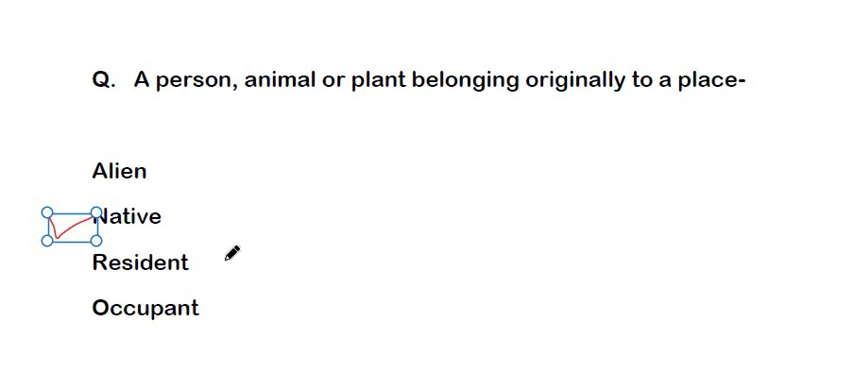 Q. A person, animal or plant belonging originally to a place-
Alien
Native
Resident
Occupant